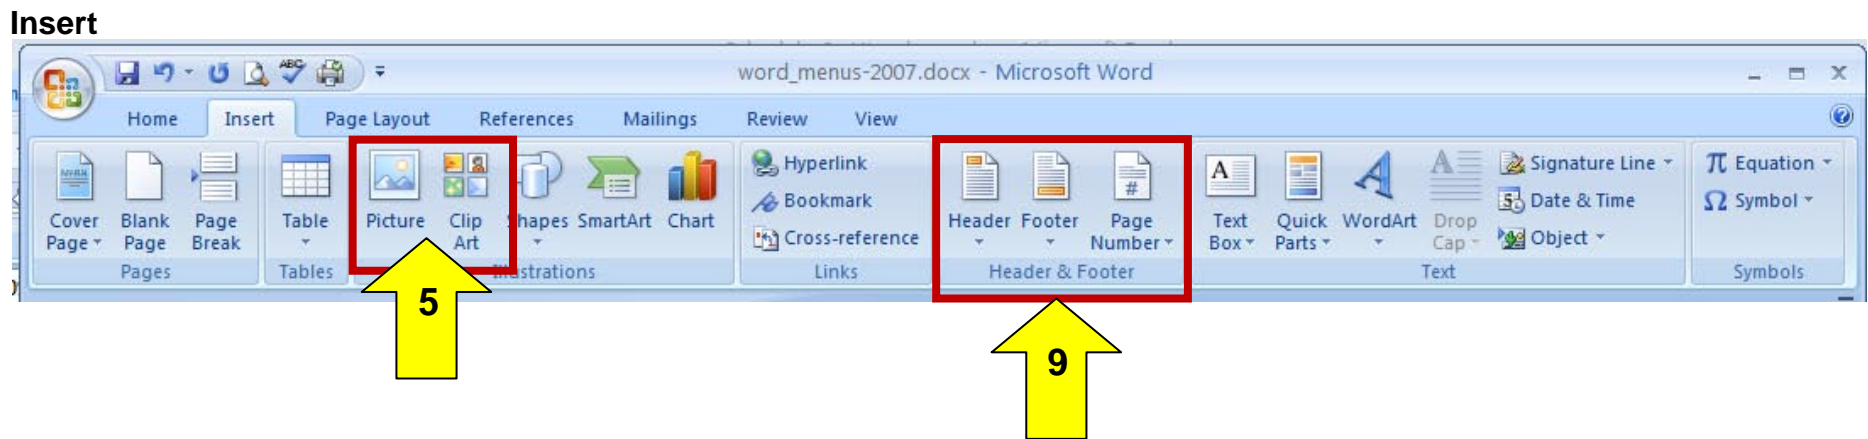 Insert
word_menus-2007.docx - Microsoft Word
Home Insert Page Layout References Mailings Review View
Hyperlink Signature Line Equation
ABC
Bookmark Date & Time Symbol
Cover Blank Page Table Picture Clip Shapes SmartArt Chart Header Footer Page Text Quick WordArt Drop
Page Page Break Art Cross-reference Number Box Parts Cap Object
Pages Tables Illustrations Links Header & Footer Text Symbols
5
9